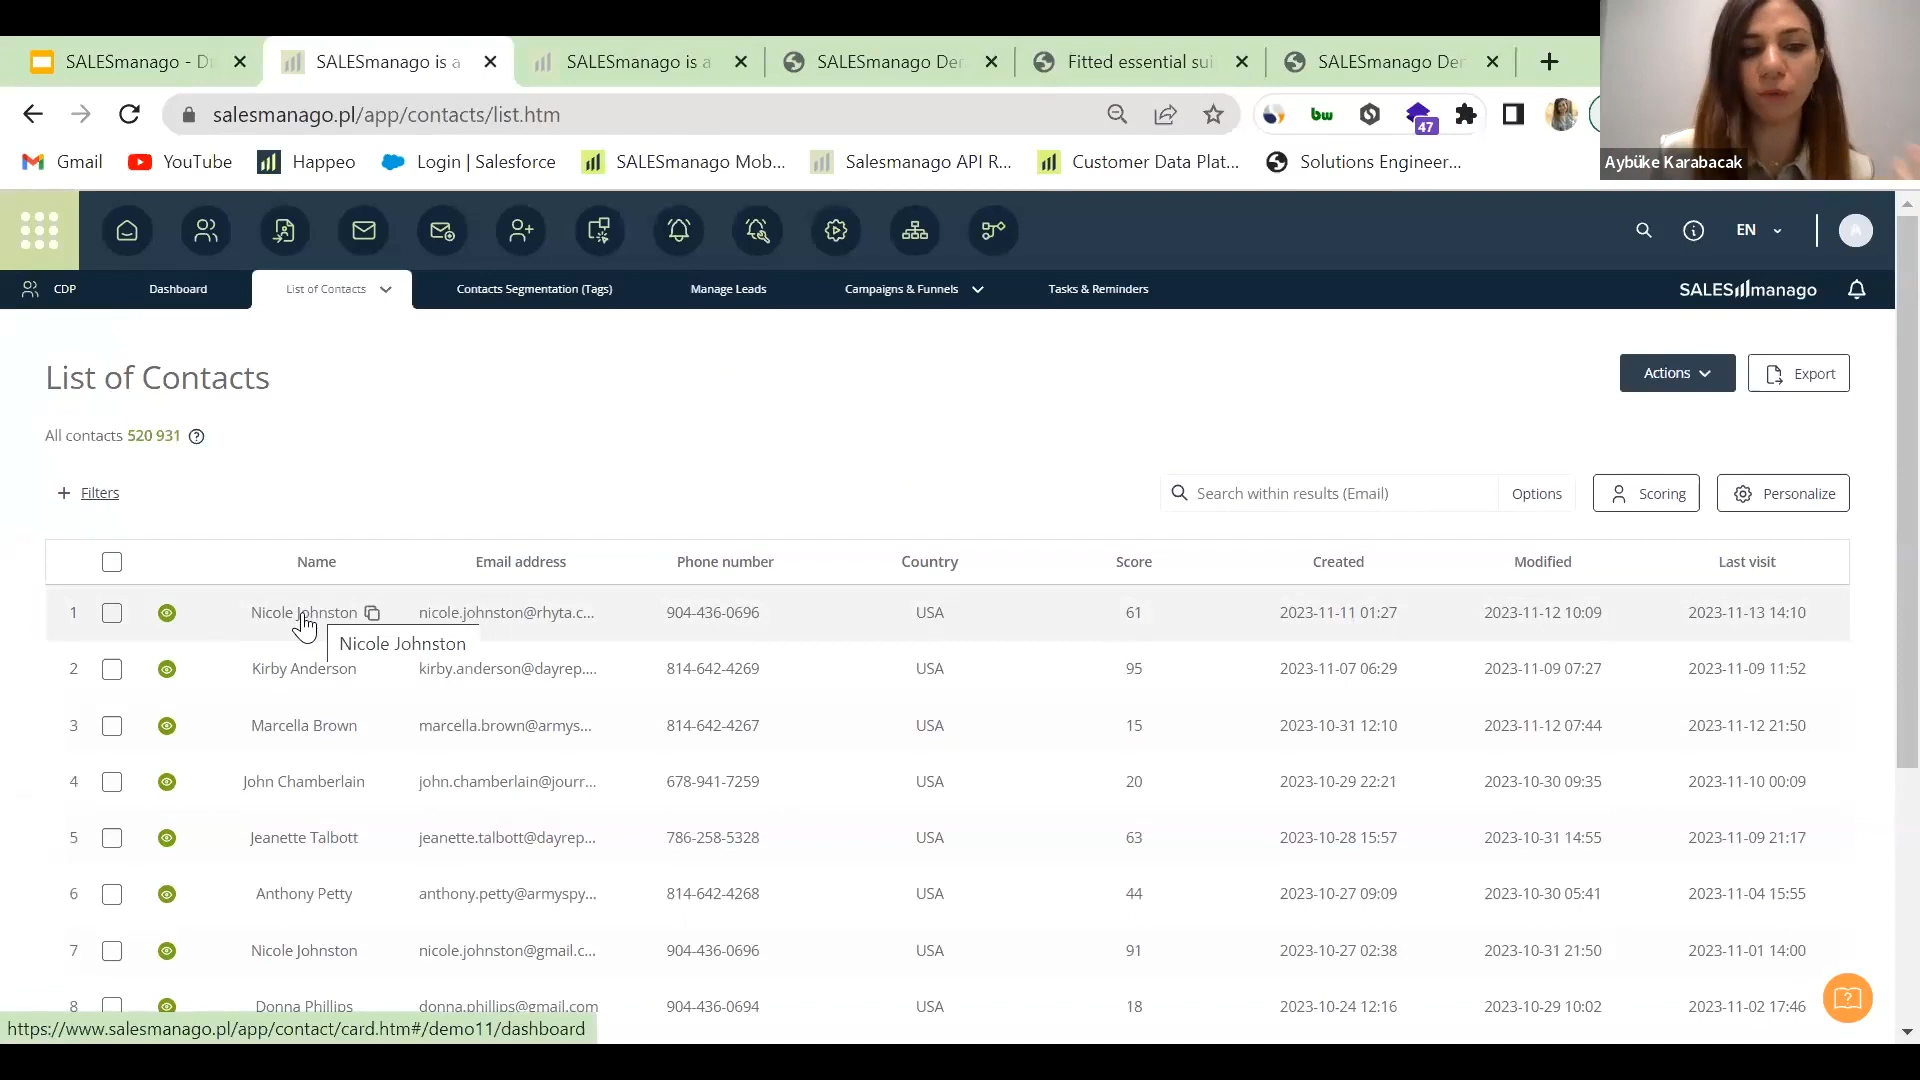 SALESmanago - D
SALESmanago is a
SALESmanago is a
SALESmanago Der
Fitted essential sui
SALESmanago Der
salesmanago.pl/app/contacts/list.htm
bw
47
Aybüke Karabacak
Gmail
YouTube
Happeo
Login | Salesforce
SALESmanago Mob...
Salesmanago API R...
Customer Data Plat...
Solutions Engineer...
EN
A
CDP
Dashboard
List of Contacts
Contacts Segmentation (Tags)
Manage Leads
Campaigns & Funnels
Tasks & Reminders
SALESmanago
List of Contacts
Actions
Export
All contacts 520 931
Filters
Search within results (Email)
Options
Scoring
Personalize
Name Email address Phone number Country Score Created Modified Last visit
1 Nicole Johnston nicole.johnston@rhyta.c... 904-436-0696 USA 61 2023-11-11 01:27 2023-11-12 10:09 2023-11-13 14:10
Nicole Johnston
2 Kirby Anderson kirby.anderson@dayrep.... 814-642-4269 USA 95 2023-11-07 06:29 2023-11-09 07:27 2023-11-09 11:52
3 Marcella Brown marcella.brown@armys... 814-642-4267 USA 15 2023-10-31 12:10 2023-11-12 07:44 2023-11-12 21:50
4 John Chamberlain john.chamberlain@jourr... 678-941-7259 USA 20 2023-10-29 22:21 2023-10-30 09:35 2023-11-10 00:09
5 Jeanette Talbott jeanette.talbott@dayrep... 786-258-5328 USA 63 2023-10-28 15:57 2023-10-31 14:55 2023-11-09 21:17
6 Anthony Petty anthony.petty@armyspy... 814-642-4268 USA 44 2023-10-27 09:09 2023-10-30 05:41 2023-11-04 15:55
7 Nicole Johnston nicole.johnston@gmail.c... 904-436-0696 USA 91 2023-10-27 02:38 2023-10-31 21:50 2023-11-01 14:00
8 Donna Phillips donna.phillips@gmail.com 904-436-0694 USA 18 2023-10-24 12:16 2023-10-29 10:02 2023-11-02 17:46
https://www.salesmanago.pl/app/contact/card.htm#/demo11/dashboard